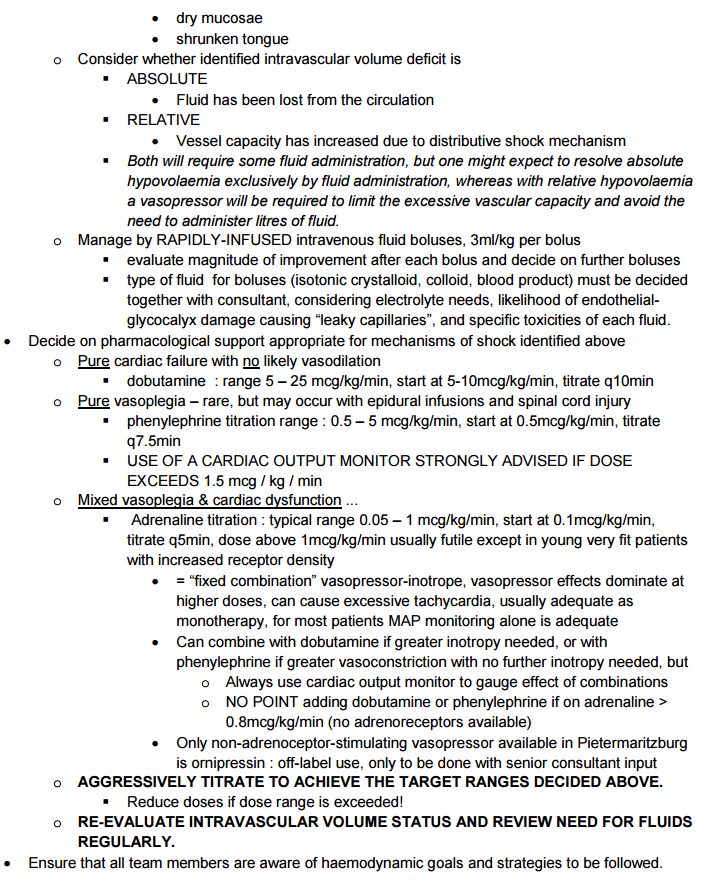 • dry mucosae
• shrunken tongue
o Consider whether identified intravascular volume deficit is
▪ ABSOLUTE
• Fluid has been lost from the circulation
▪ RELATIVE
• Vessel capacity has increased due to distributive shock mechanism
▪ Both will require some fluid administration, but one might expect to resolve absolute
hypovolaemia exclusively by fluid administration, whereas with relative hypovolaemia
a vasopressor will be required to limit the excessive vascular capacity and avoid the
need to administer litres of fluid.
o Manage by RAPIDLY-INFUSED intravenous fluid boluses, 3ml/kg per bolus
▪ evaluate magnitude of improvement after each bolus and decide on further boluses
▪ type of fluid for boluses (isotonic crystalloid, colloid, blood product) must be decided
together with consultant, considering electrolyte needs, likelihood of endothelial-
glycocalyx damage causing “leaky capillaries”, and specific toxicities of each fluid.
• Decide on pharmacological support appropriate for mechanisms of shock identified above
o Pure cardiac failure with no likely vasodilation
▪ dobutamine : range 5 – 25 mcg/kg/min, start at 5-10mcg/kg/min, titrate q10min
o Pure vasoplegia – rare, but may occur with epidural infusions and spinal cord injury
▪ phenylephrine titration range : 0.5 – 5 mcg/kg/min, start at 0.5mcg/kg/min, titrate
q7.5min
▪ USE OF A CARDIAC OUTPUT MONITOR STRONGLY ADVISED IF DOSE
EXCEEDS 1.5 mcg / kg / min
o Mixed vasoplegia & cardiac dysfunction ...
▪ Adrenaline titration : typical range 0.05 – 1 mcg/kg/min, start at 0.1mcg/kg/min,
titrate q5min, dose above 1mcg/kg/min usually futile except in young very fit patients
with increased receptor density
• = “fixed combination” vasopressor-inotrope, vasopressor effects dominate at
higher doses, can cause excessive tachycardia, usually adequate as
monotherapy, for most patients MAP monitoring alone is adequate
• Can combine with dobutamine if greater inotropy needed, or with
phenylephrine if greater vasoconstriction with no further inotropy needed, but
o Always use cardiac output monitor to gauge effect of combinations
o NO POINT adding dobutamine or phenylephrine if on adrenaline >
0.8mcg/kg/min (no adrenoreceptors available)
• Only non-adrenoceptor-stimulating vasopressor available in Pietermaritzburg
is ornipressin : off-label use, only to be done with senior consultant input
o AGGRESSIVELY TITRATE TO ACHIEVE THE TARGET RANGES DECIDED ABOVE.
▪ Reduce doses if dose range is exceeded!
o RE-EVALUATE INTRAVASCULAR VOLUME STATUS AND REVIEW NEED FOR FLUIDS
REGULARLY.
• Ensure that all team members are aware of haemodynamic goals and strategies to be followed.